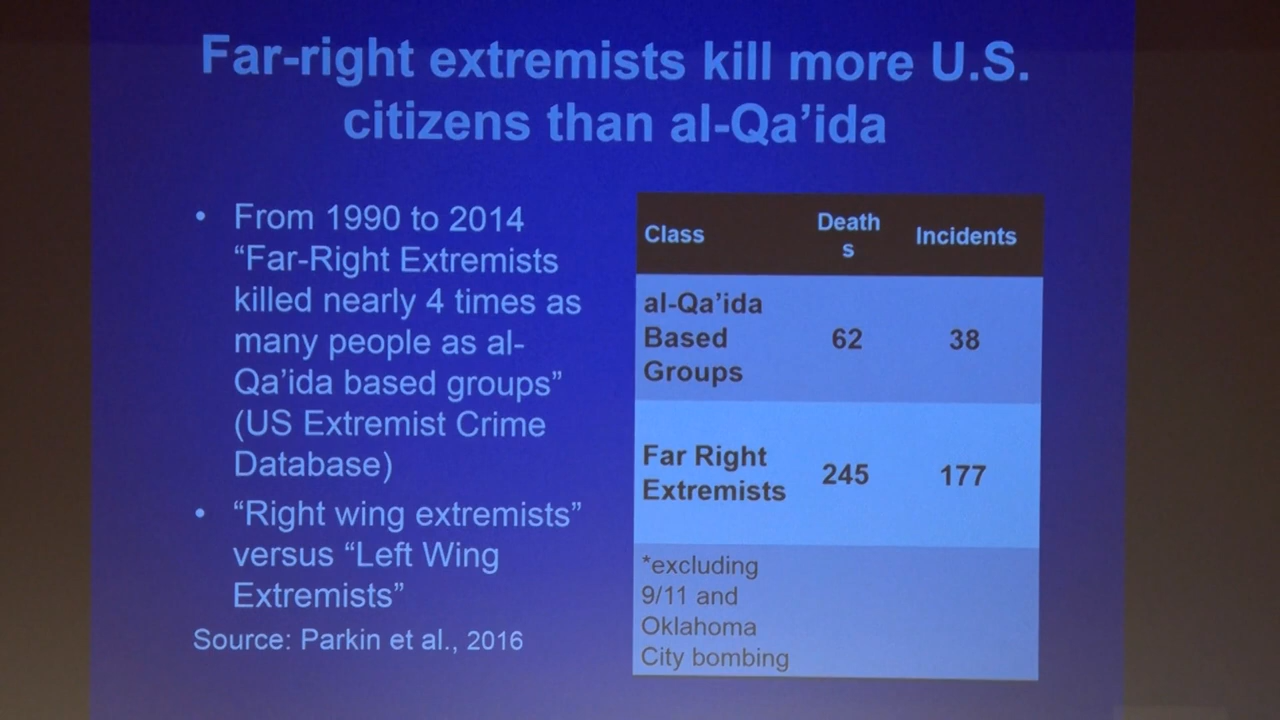 Far-right extremists kill more U.S.
citizens than al-Qa’ida
• From 1990 to 2014
“Far-Right Extremists
killed nearly 4 times as
many people as al-
Qa’ida based groups”
(US Extremist Crime
Database)
• “Right wing extremists”
versus “Left Wing
Extremists”
Source: Parkin et al., 2016
Class Death
s Incidents
al-Qa’ida
Based 62 38
Groups
Far Right
Extremists 245 177
*excluding
9/11 and
Oklahoma
City bombing